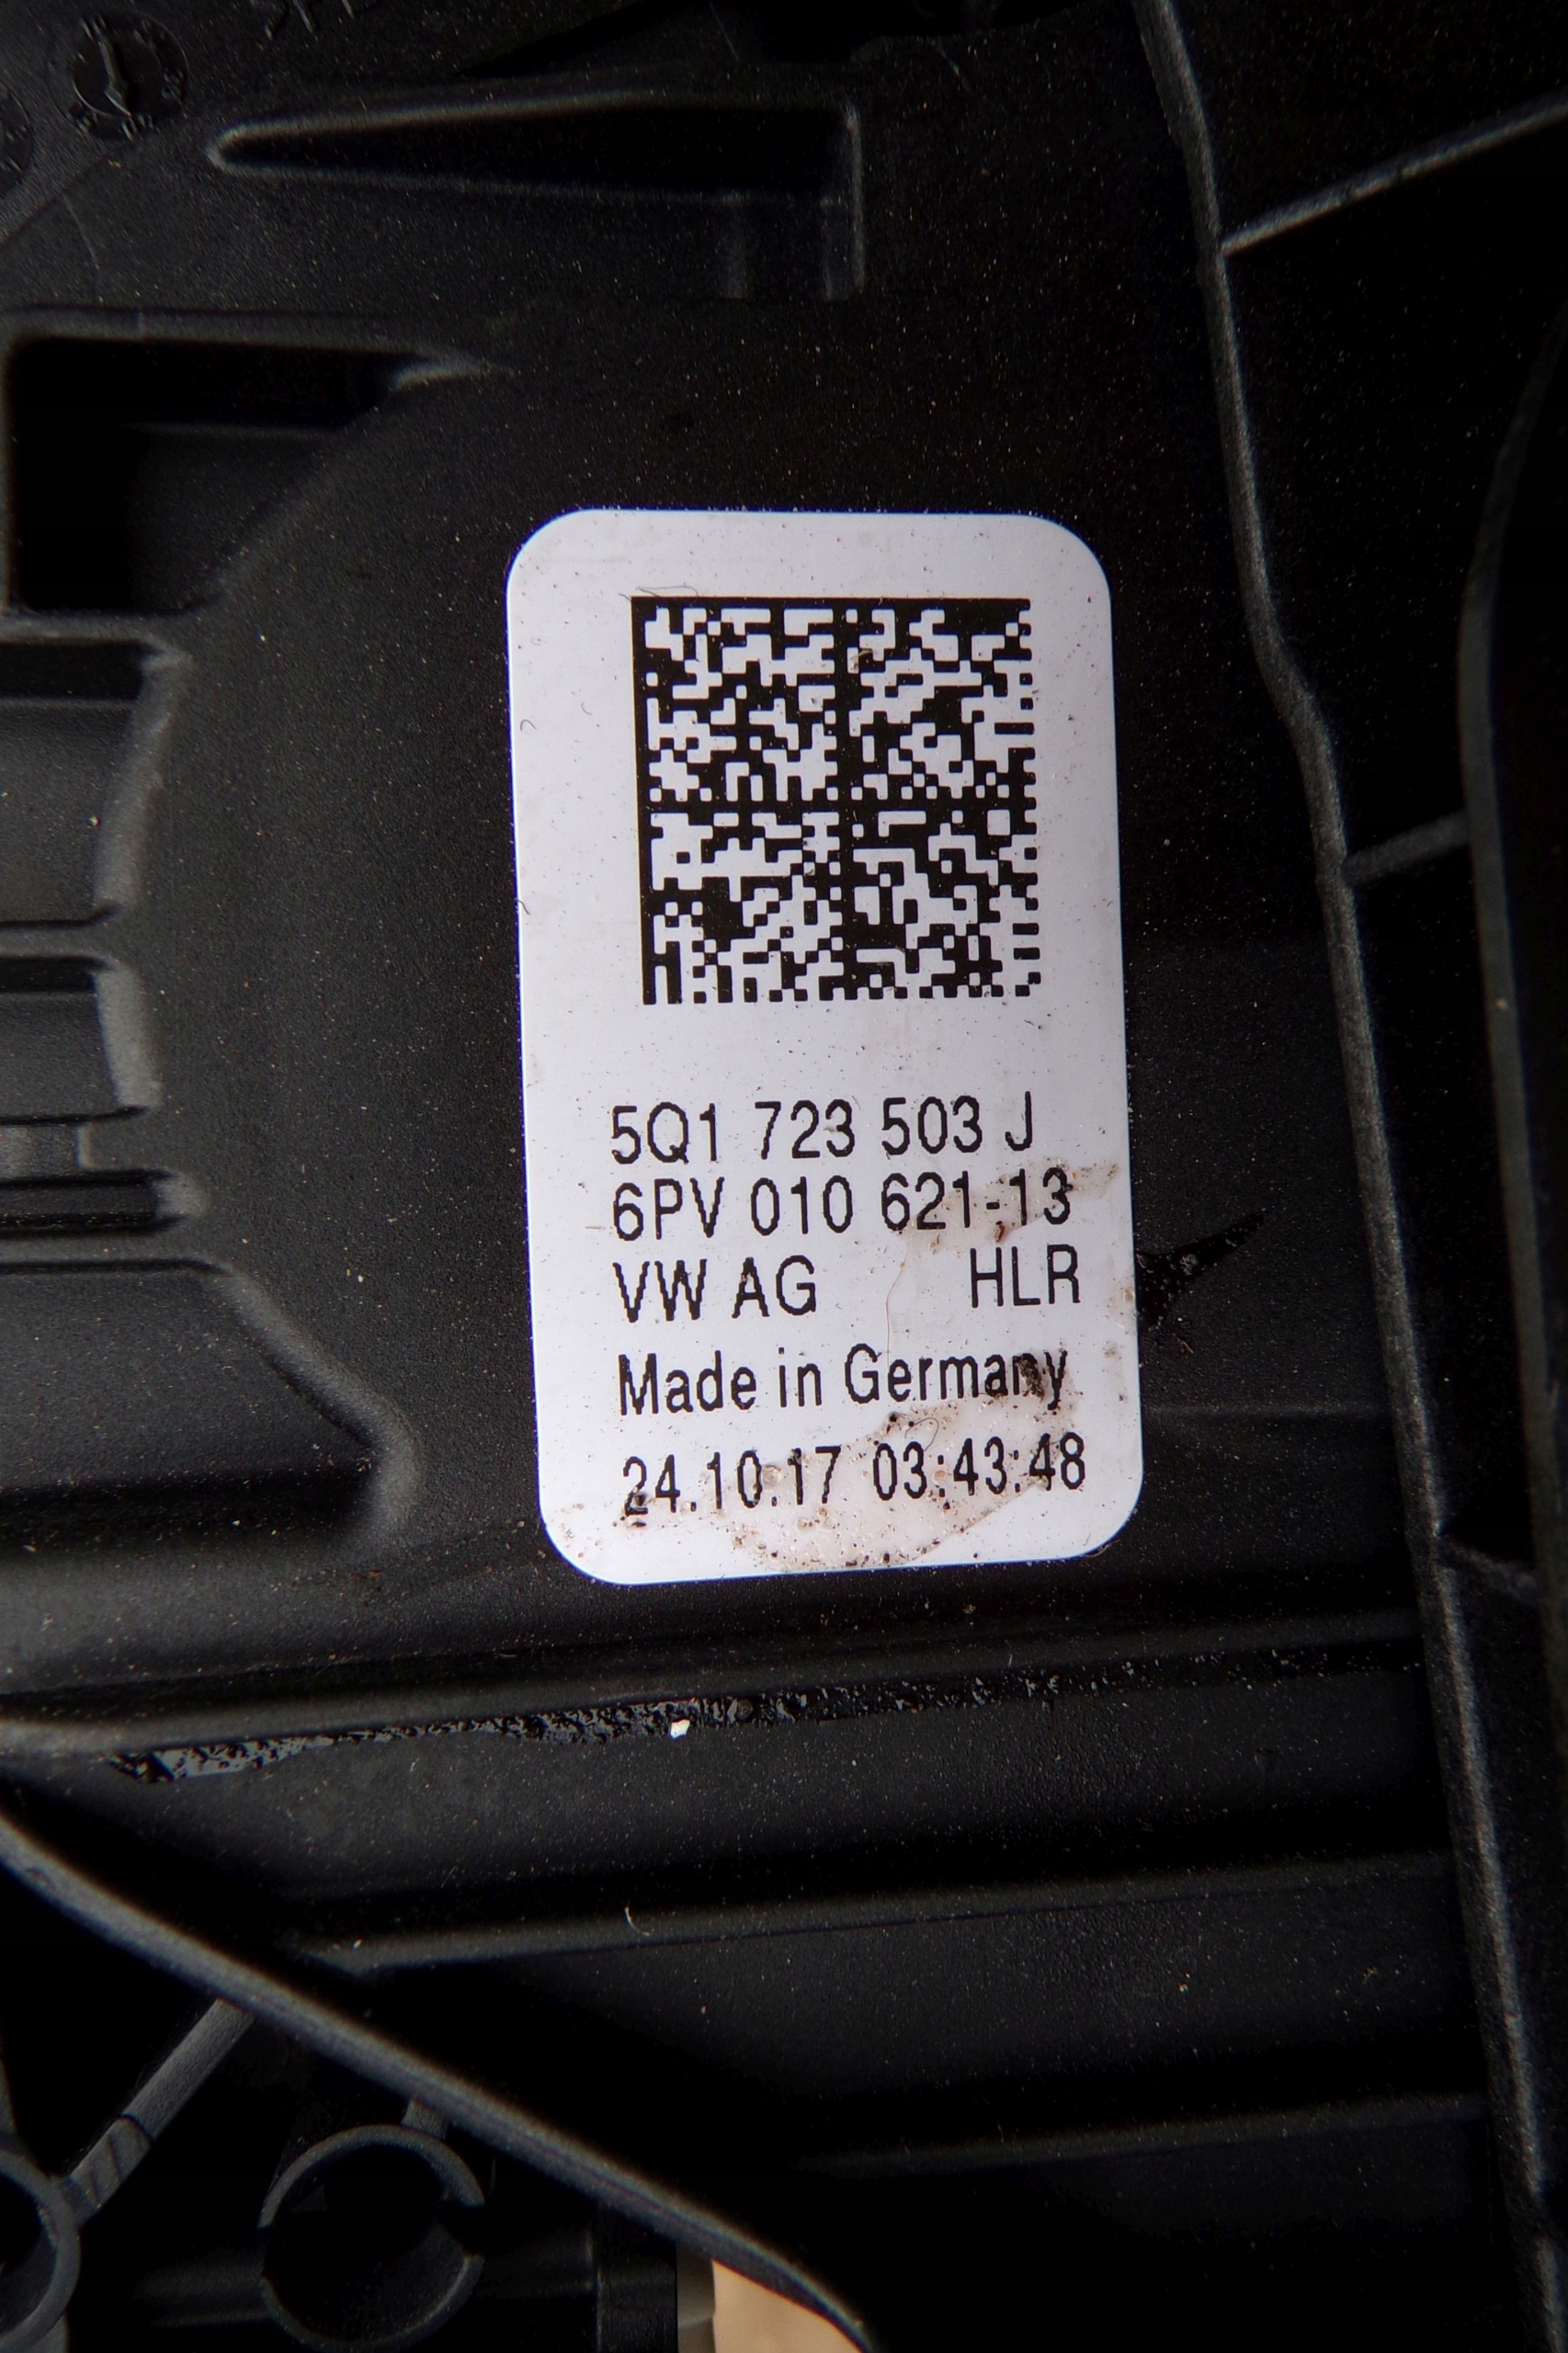 5Q1 723 503 J
6PV 010 621-13
VW AG HLR
Made in Germany
24.10.17 03:43:48